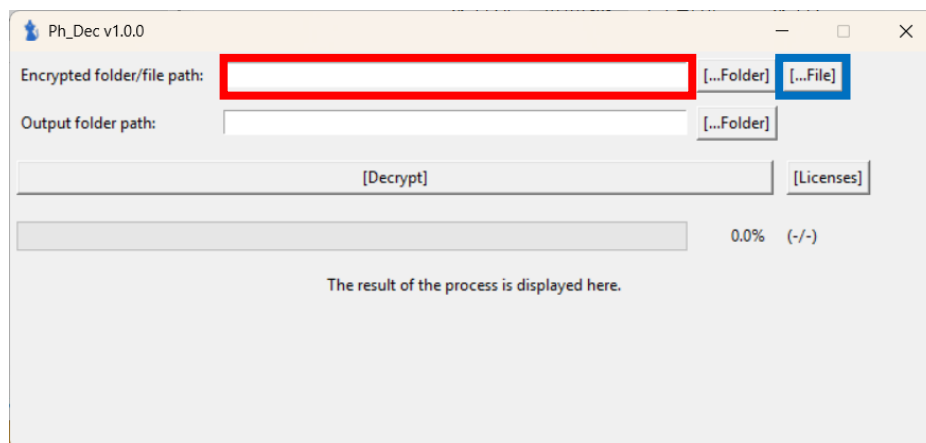 Ph_Dec v1.0.0
Encrypted folder/file path: [...Folder] [...File]
Output folder path: [...Folder]
[Decrypt] [Licenses]
0.0% (-/-)
The result of the process is displayed here.